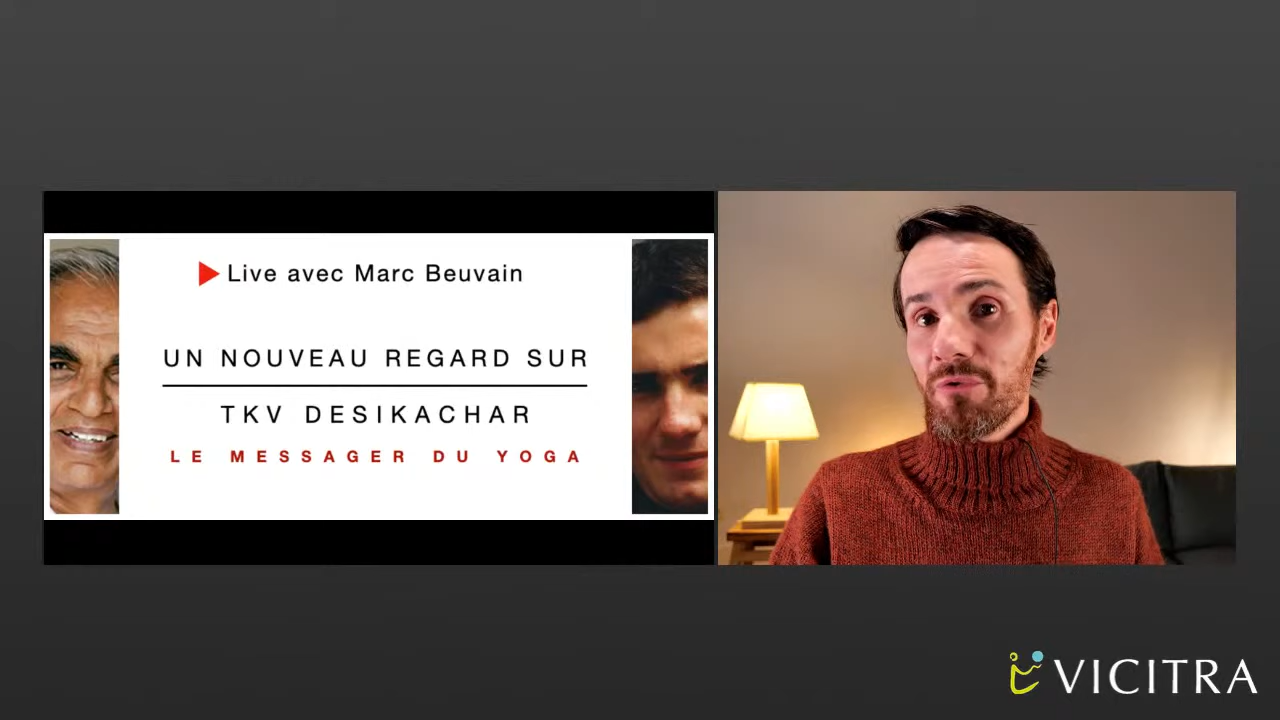 Live avec Marc Beuvain
UN NOUVEAU REGARD SUR
TKV DESIKACHAR
LE MESSAGER DU YOGA
VICITRA